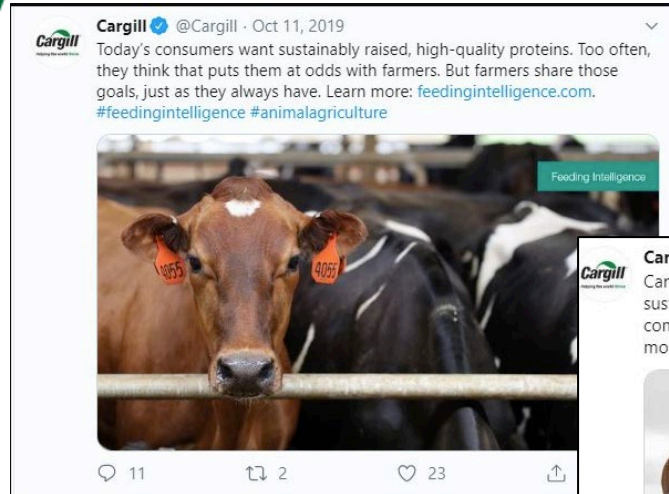 Cargill @Cargill · Oct 11, 2019
Today's consumers want sustainably raised, high-quality proteins. Too often,
they think that puts them at odds with farmers. But farmers share those
goals, just as they always have. Learn more: feedingintelligence.com.
#feedingintelligence #animalagriculture
Cargill
Feeding Intelligence
4055
4055
11 2 23
Cargill